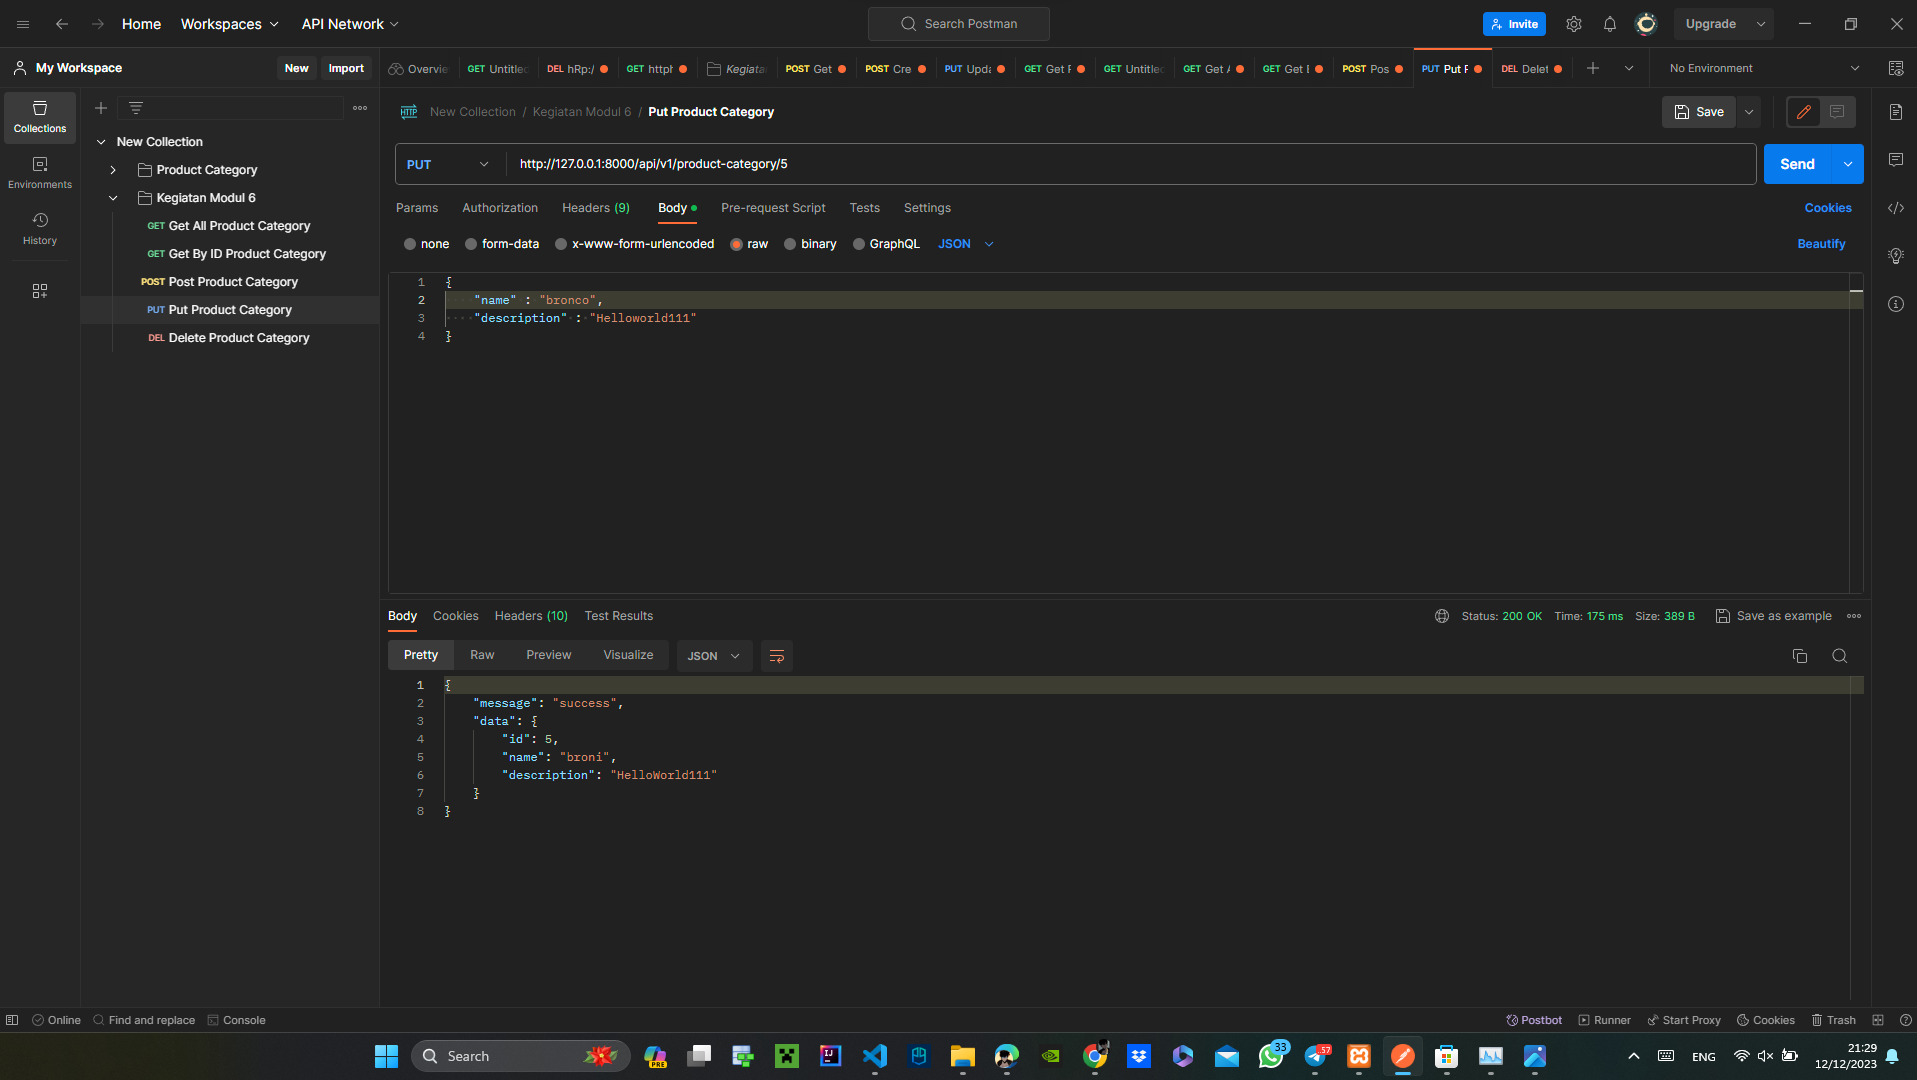 Home Workspaces API Network Search Postman Invite Upgrade
My Workspace New Import Overvie GET Untitlec DEL hRp:/ GET httpf Kegiata POST Get PUT Upda GET Get F GET Untitlec GET Get A GET Get POST Pos PUT Put F DEL Delet No Environment
POST Cre
Collections
Environments
History
New Collection
Product Category
Kegiatan Modul 6
GET Get All Product Category
GET Get By ID Product Category
POST Post Product Category
PUT Put Product Category
DEL Delete Product Category
HTTP New Collection / Kegiatan Modul 6 / Put Product Category Save
PUT http://127.0.0.1:8000/api/v1/product-category/5 Send
Params Authorization Headers (9) Body Pre-request Script Tests Settings Cookies
none form-data x-www-form-urlencoded raw binary GraphQL JSON Beautify
1 {
2 "name" : "bronco",
3 "description" : "Helloworld111"
4 }
Body Cookies Headers (10) Test Results Status: 200 OK Time: 175 ms Size: 389 B Save as example
Pretty Raw Preview Visualize JSON
1 {
2 "message": "success",
3 "data": {
4 "id": 5,
5 "name": "broni",
6 "description": "HelloWorld111"
7 }
8 }
Online Find and replace Console Postbot Runner Start Proxy Cookies Trash
Search PRE 33 57 ENG 21:29
12/12/2023